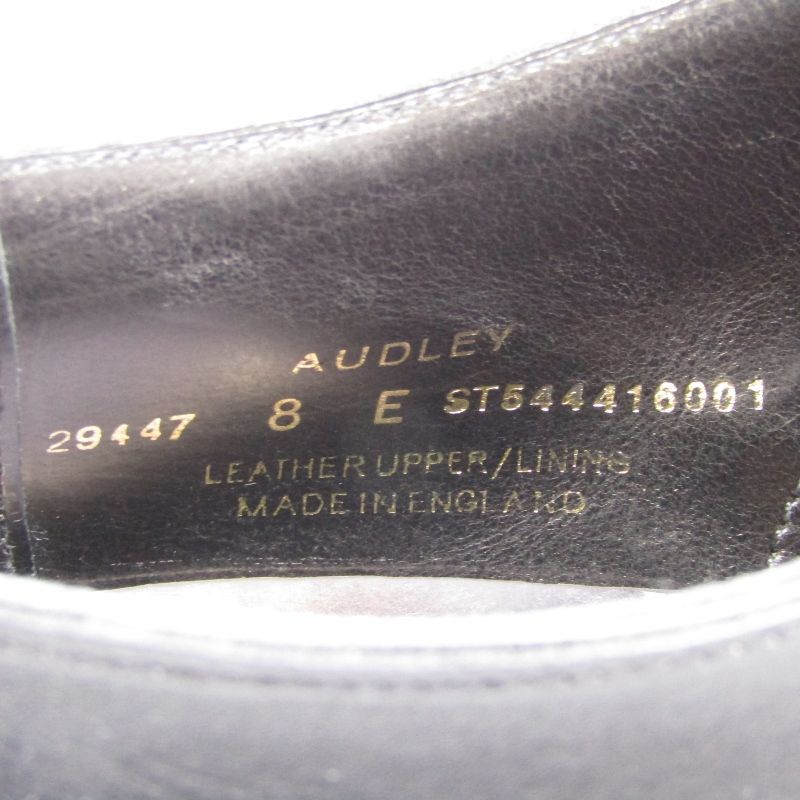 AUDLEY
29447 8 E ST544416001
LEATHER UPPER/LINING
MADE IN ENGLAND